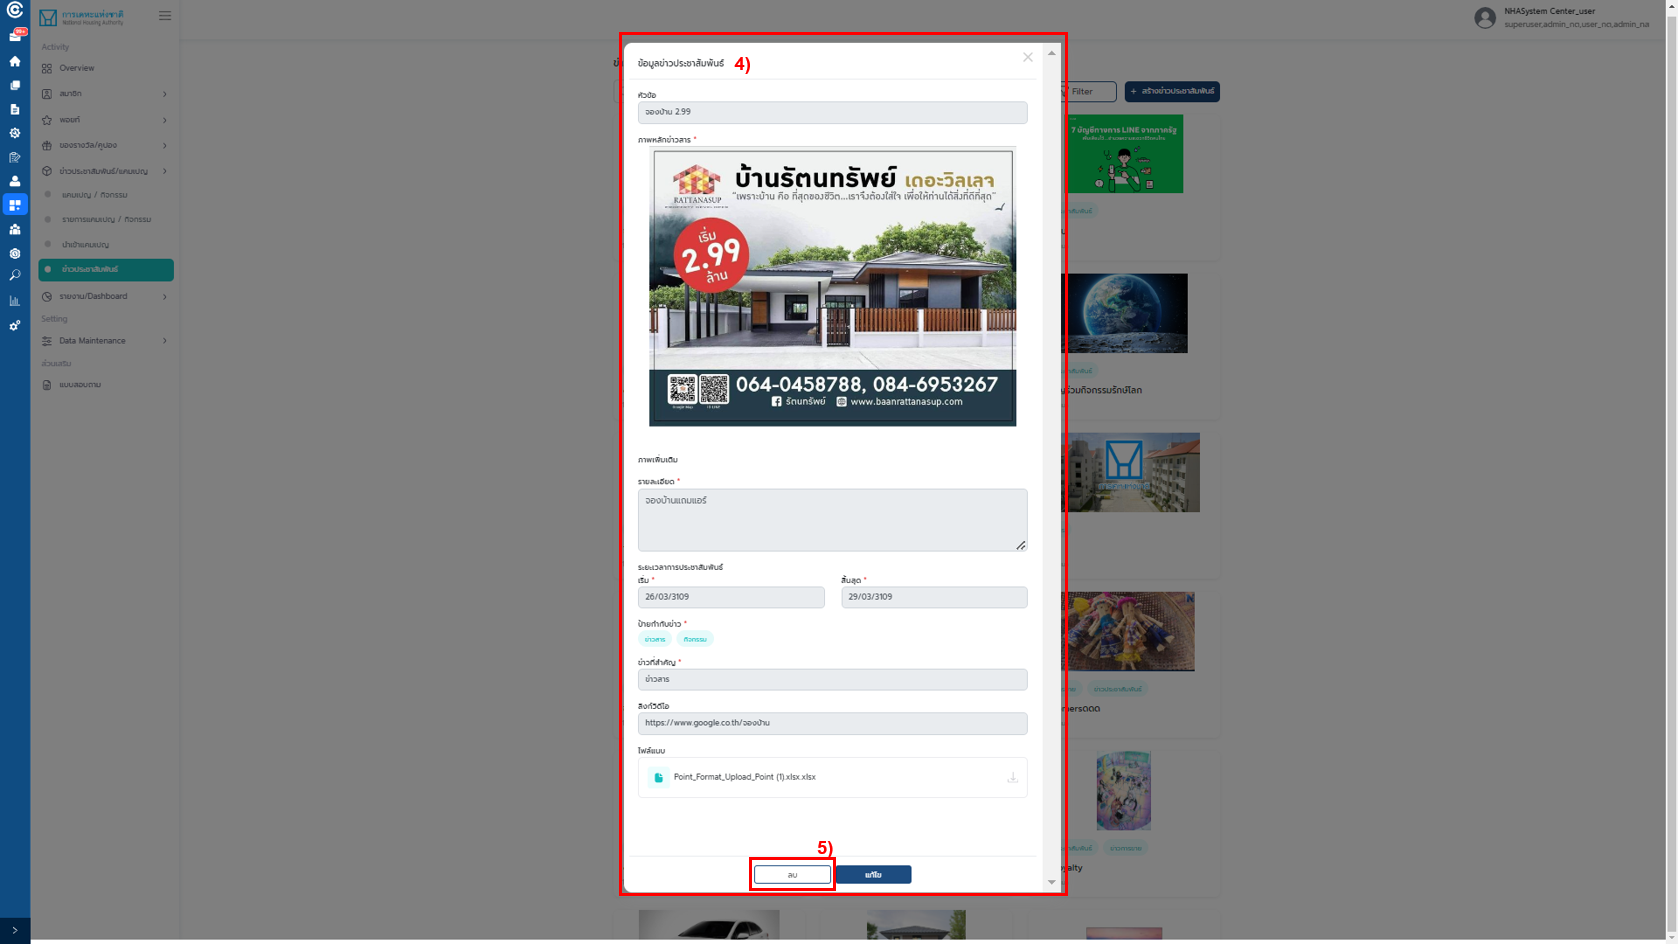 การเคหะแห่งชาติ
National Housing Authority
NHASystem Center_user
superuser,admin_no,user_no,admin_na
99+
Activity
Overview
สมาชิก
พอยท์
ของรางวัล/คูปอง
ข่าวประชาสัมพันธ์/แคมเปญ
แคมเปญ / กิจกรรม
รายการแคมเปญ / กิจกรรม
นำเข้าแคมเปญ
ข่าวประชาสัมพันธ์
รายงาน/Dashboard
Setting
Data Maintenance
ส่วนเสริม
แบบสอบถาม
ข้อมูลข่าวประชาสัมพันธ์ 4)
หัวข้อ
จองบ้าน 2.99
ภาพหลักข่าวสาร *
บ้านรัตนทรัพย์ เดอะวิลเลจ
RATTANASUP
"เพราะบ้าน คือ ที่สุดของชีวิต...เราจึงต้องใส่ใจ เพื่อให้ท่านได้สิ่งที่ดีที่สุด"
เริ่ม
2.99
ล้าน
064-0458788, 084-6953267
รัตนทรัพย์ www.baanrattanasup.com
ภาพเพิ่มเติม
รายละเอียด *
จองบ้านแถมแอร์
ระยะเวลาการประชาสัมพันธ์
เริ่ม *
สิ้นสุด *
26/03/3109
29/03/3109
ป้ายกำกับข่าว *
ข่าวสาร
กิจกรรม
ข่าวที่สำคัญ *
ข่าวสาร
ลิงก์วิดีโอ
https://www.google.co.th/จองบ้าน
ไฟล์แนบ
Point_Format_Upload_Point (1).xlsx.xlsx
5)
ลบ
แก้ไข
Filter
+ สร้างข่าวประชาสัมพันธ์
7 บัญชีทางการ LINE จากภาครัฐ
ข่าวประชาสัมพันธ์
ข่าวสาร